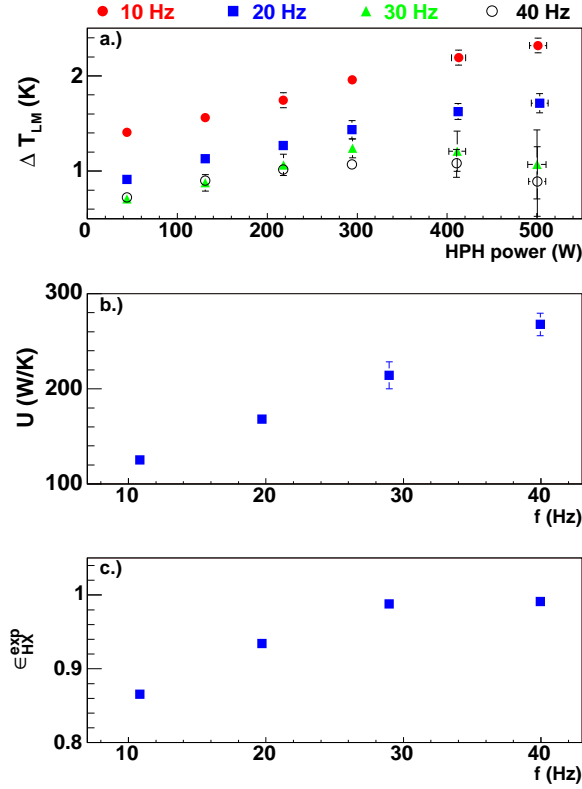 10 Hz 20 Hz 30 Hz 40 Hz
a.)
Δ T_LM (K)
2
1
0 100 200 300 400 500
HPH power (W)
b.)
U (W/K)
300
200
100
10 20 30 40
f (Hz)
c.)
∈_HX^exp
1
0.9
0.8
10 20 30 40
f (Hz)